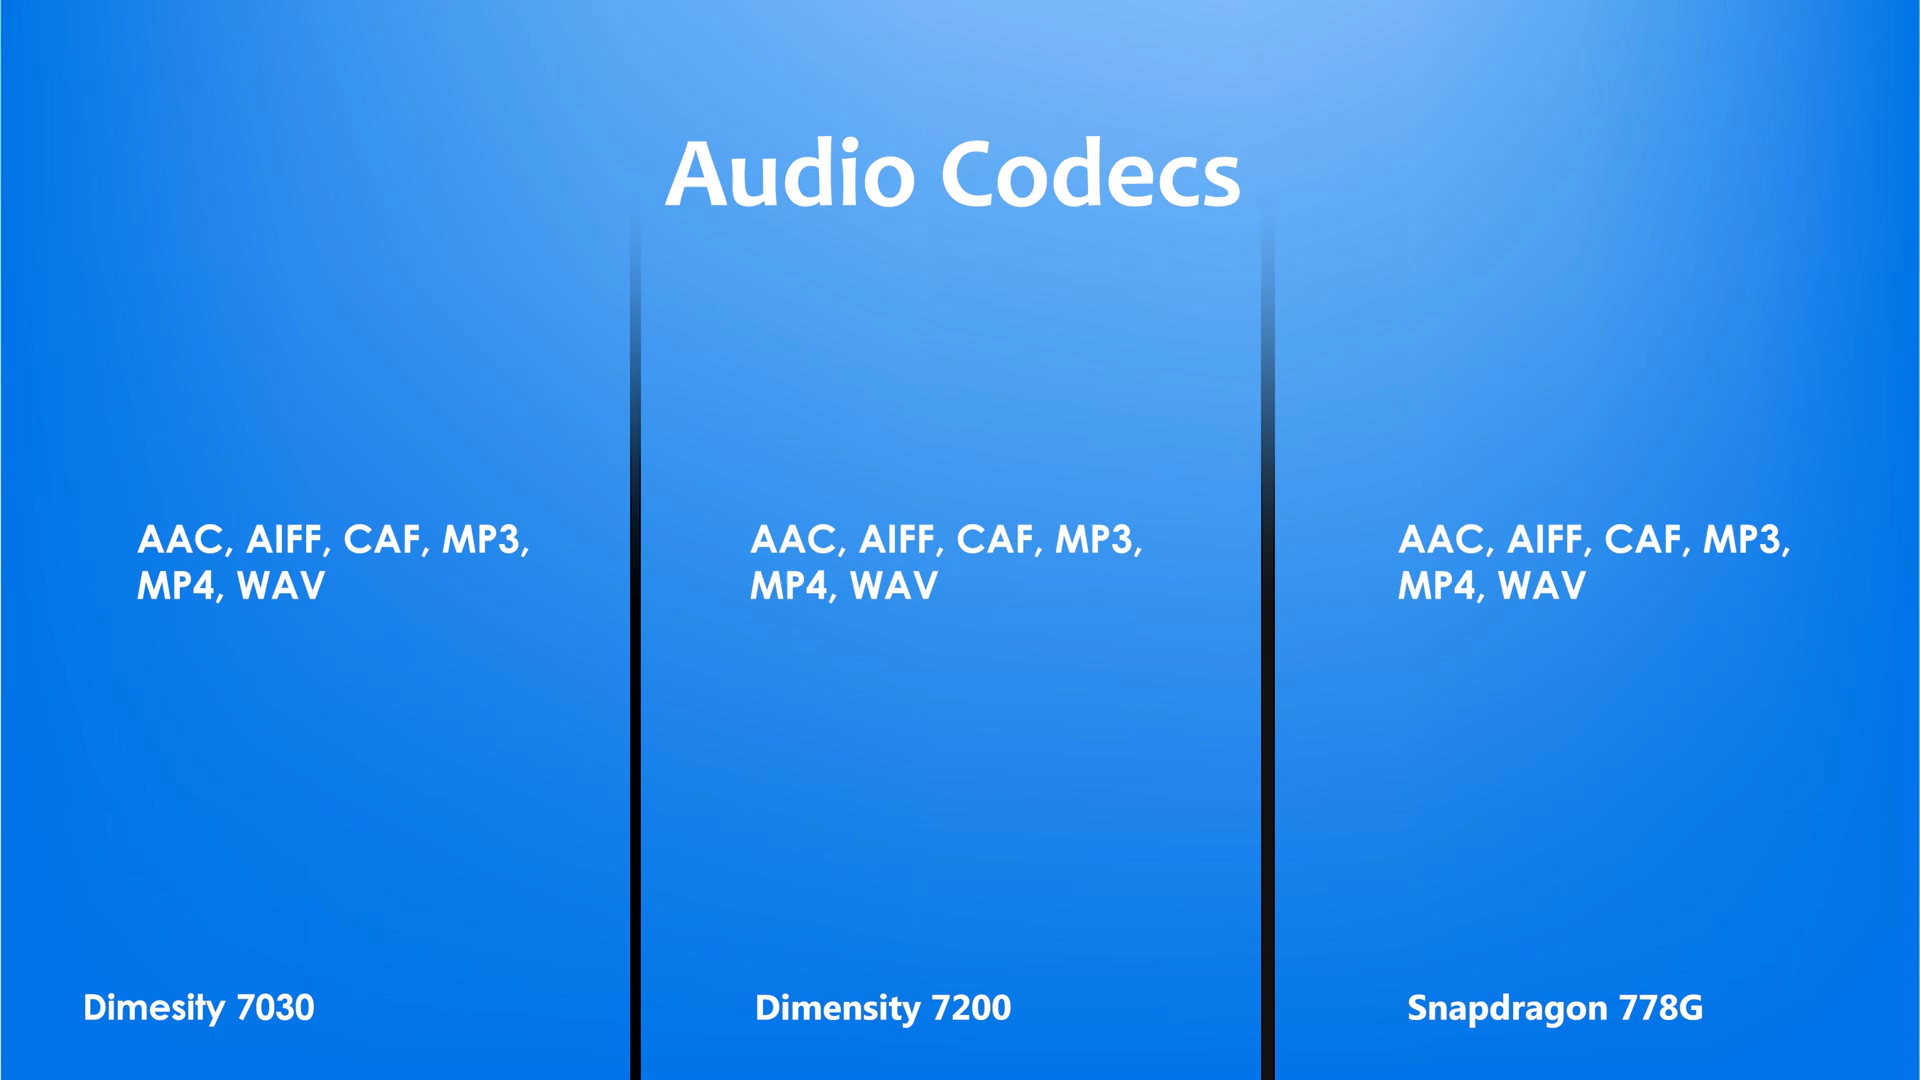 Audio Codecs
AAC, AIFF, CAF, MP3,
MP4, WAV
AAC, AIFF, CAF, MP3,
MP4, WAV
AAC, AIFF, CAF, MP3,
MP4, WAV
Dimesity 7030
Dimensity 7200
Snapdragon 778G